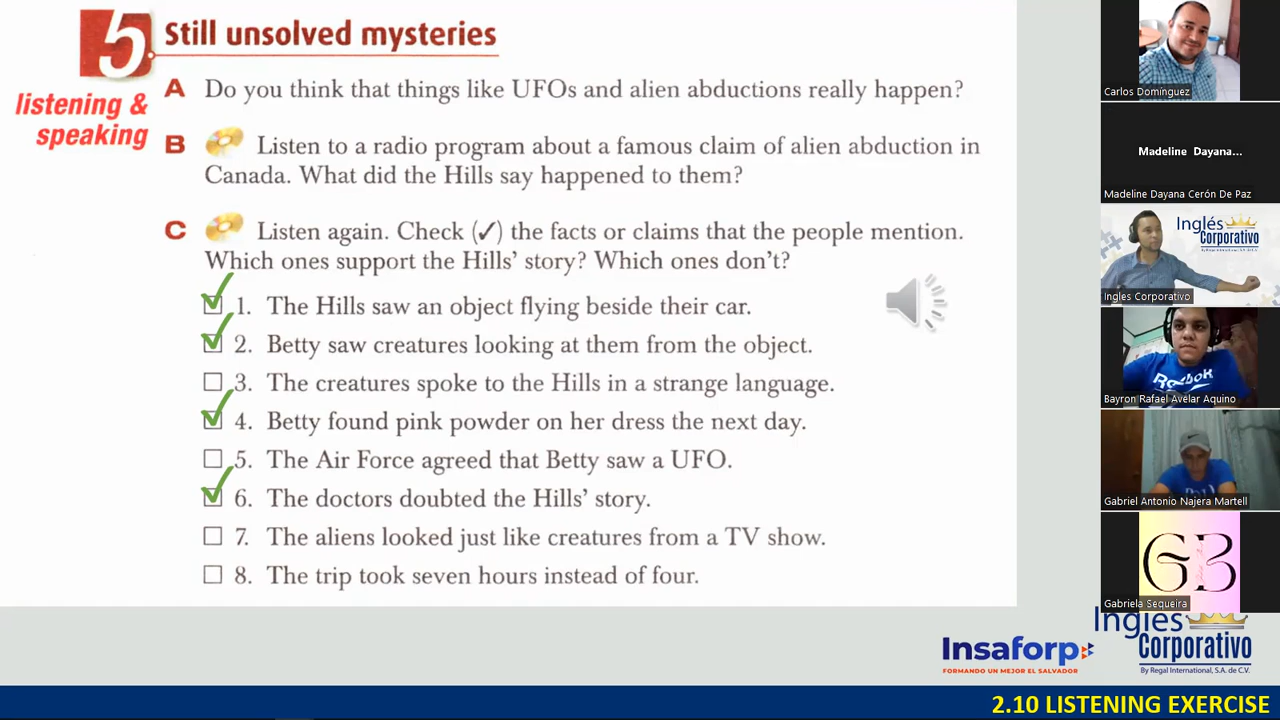 5 Still unsolved mysteries
listening &
speaking
A Do you think that things like UFOs and alien abductions really happen?
B Listen to a radio program about a famous claim of alien abduction in
Canada. What did the Hills say happened to them?
C Listen again. Check (✓) the facts or claims that the people mention.
Which ones support the Hills' story? Which ones don't?
1. The Hills saw an object flying beside their car.
2. Betty saw creatures looking at them from the object.
3. The creatures spoke to the Hills in a strange language.
4. Betty found pink powder on her dress the next day.
5. The Air Force agreed that Betty saw a UFO.
6. The doctors doubted the Hills' story.
7. The aliens looked just like creatures from a TV show.
8. The trip took seven hours instead of four.
Carlos Domínguez
Madeline Dayana...
Madeline Dayana Cerón De Paz
Inglés
Corporativo
By Regal International, S.A. de C.V.
Ingles Corporativo
Reebok
Bayron Rafael Avelar Aquino
Gabriel Antonio Najera Martell
GB
Gabriela Sequeira
Insaforp
FORMANDO UN MEJOR EL SALVADOR
Inglés
Corporativo
By Regal International, S.A. de C.V.
2.10 LISTENING EXERCISE